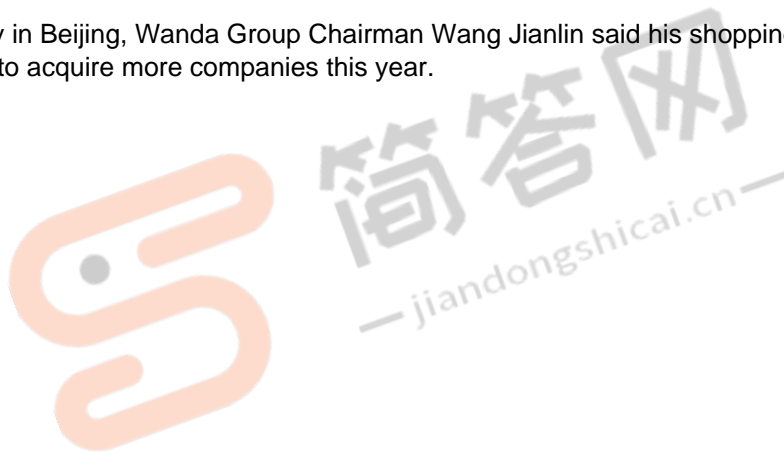 in Beijing, Wanda Group Chairman Wang Jianlin said his shopping
to acquire more companies this year.
简答网
jiandongshicai.cn